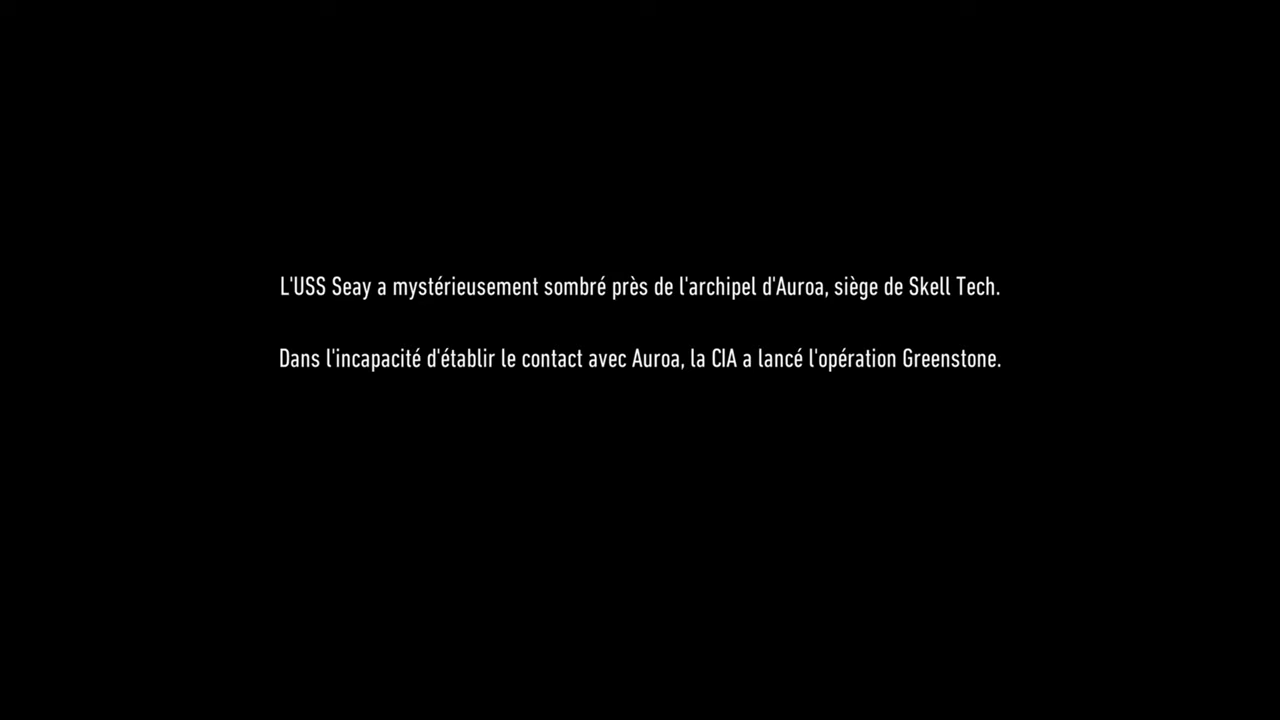 L'USS Seay a mystérieusement sombré près de l'archipel d'Auroa, siège de Skell Tech.
Dans l'incapacité d'établir le contact avec Auroa, la CIA a lancé l'opération Greenstone.